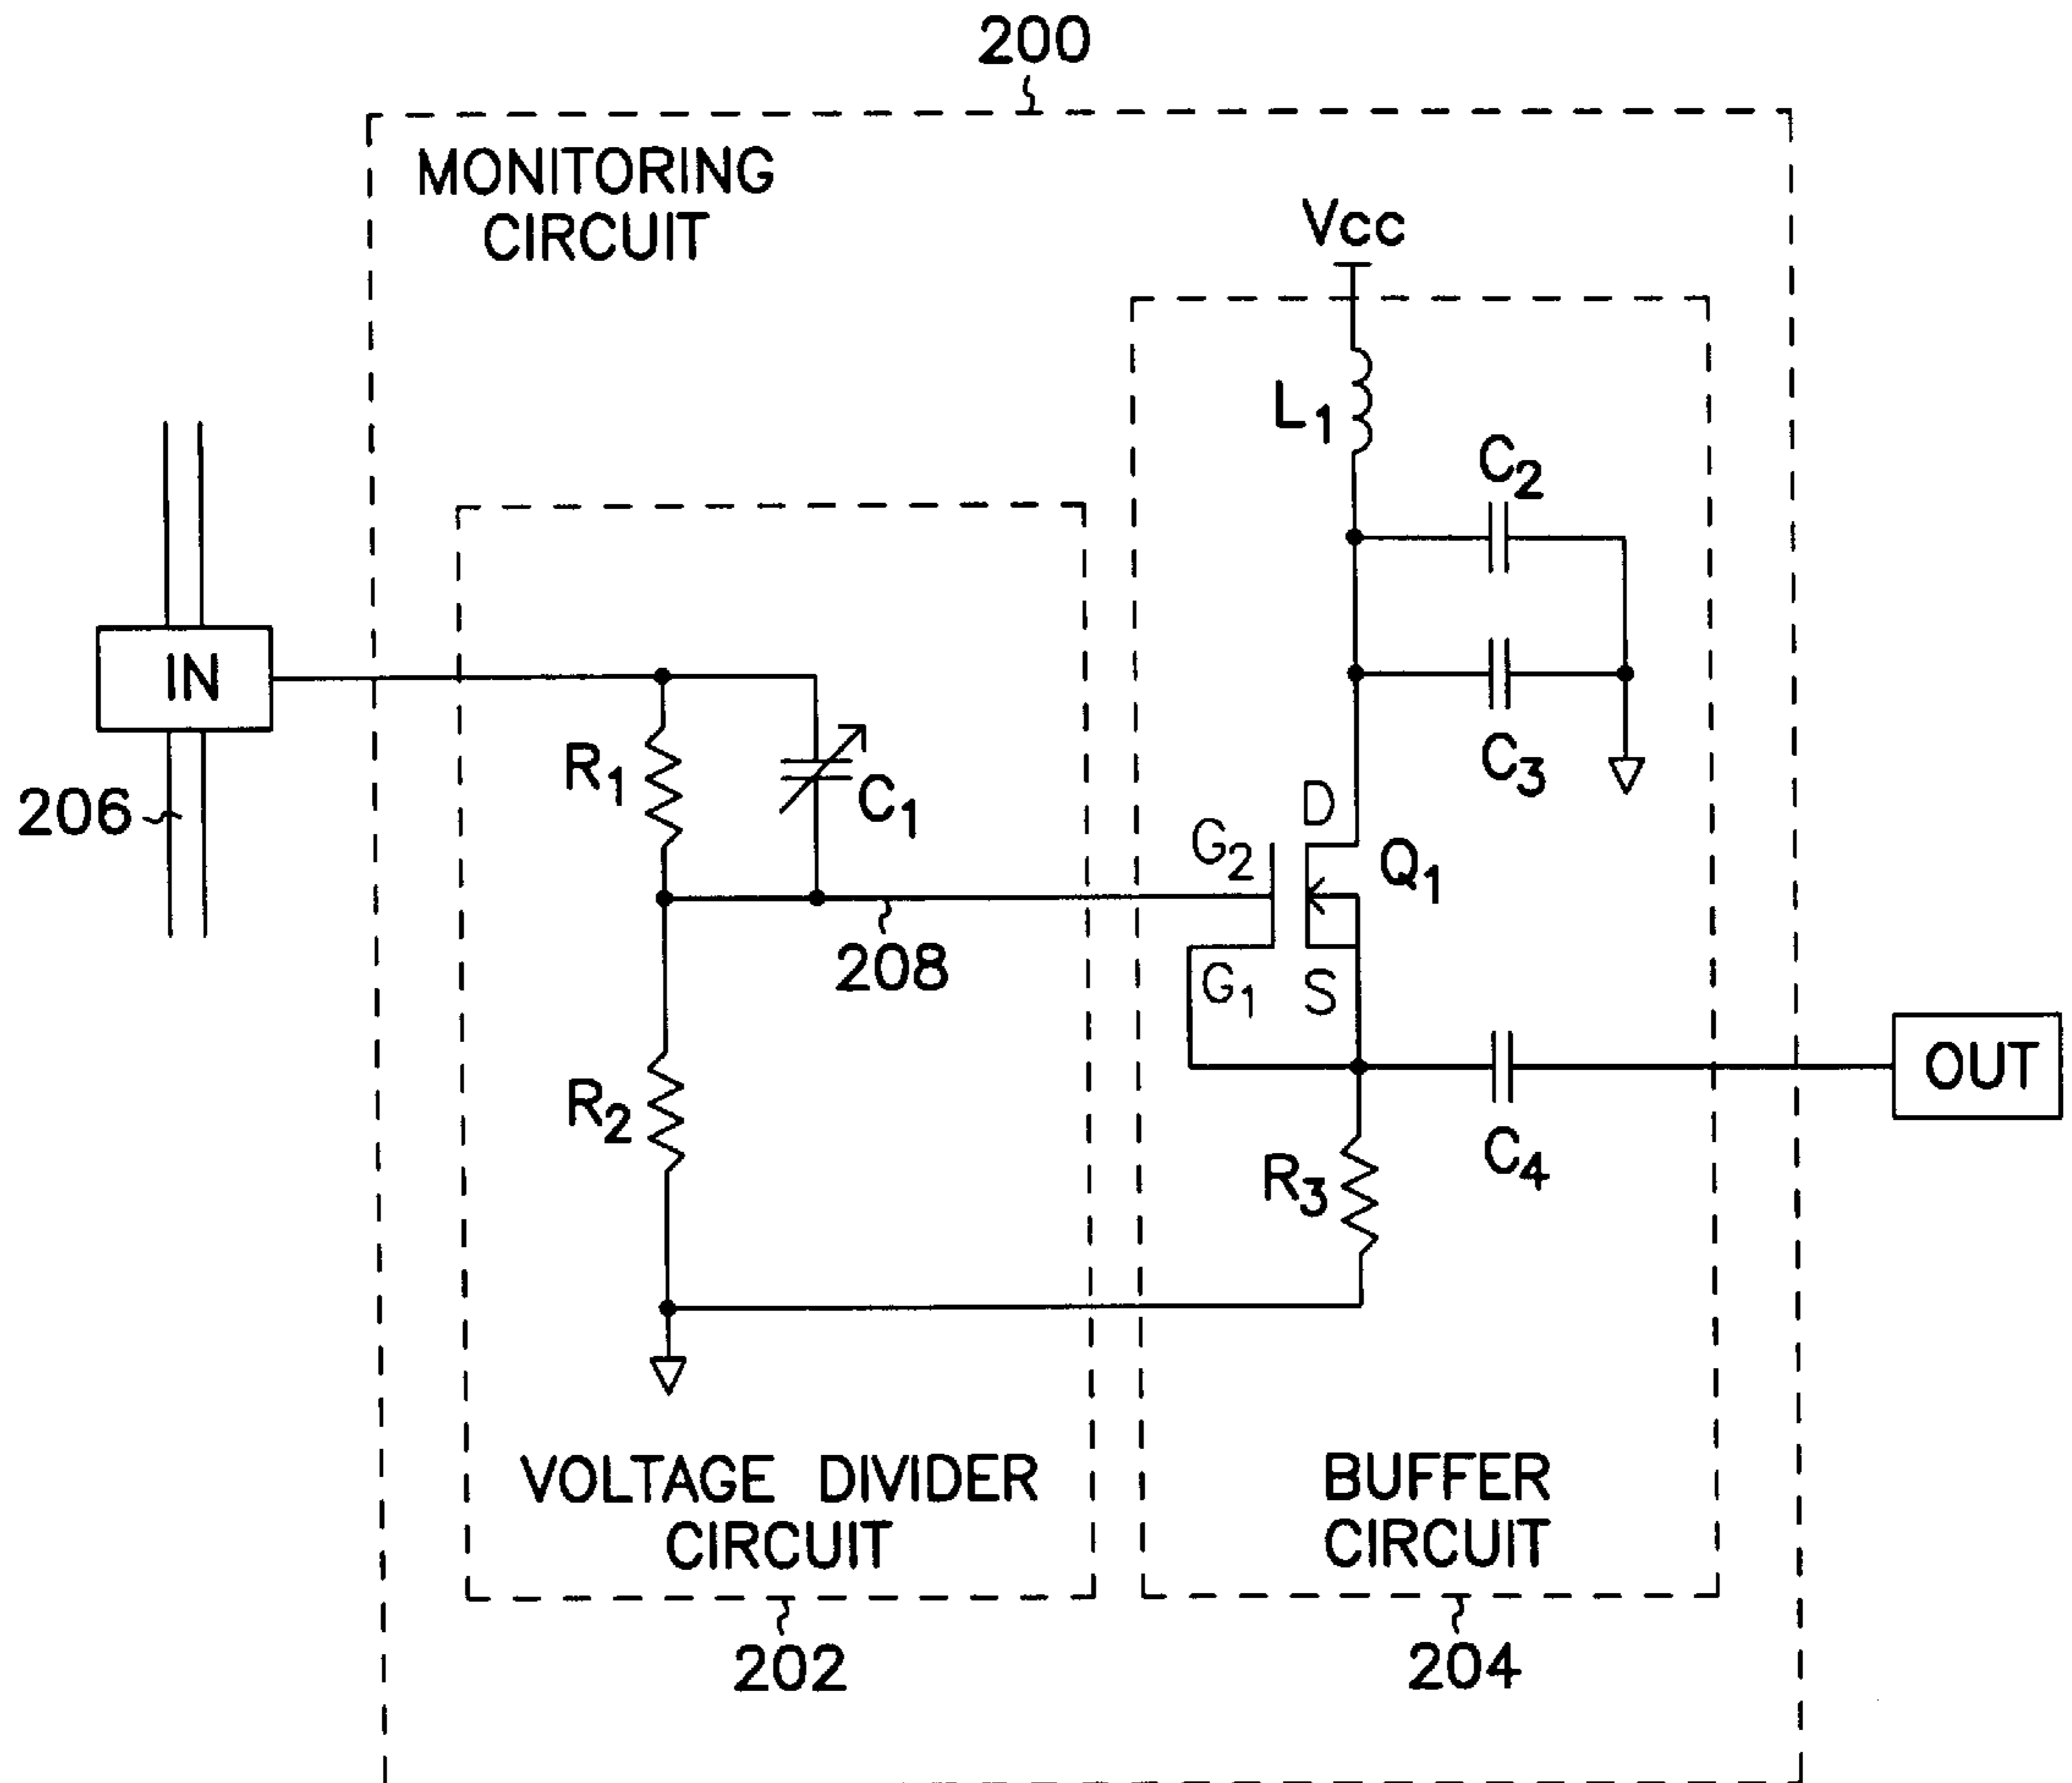 200
MONITORING
CIRCUIT
Vcc
L1
C2
IN
R1
C1
C3
206
D
G2
Q1
208
G1
S
OUT
R2
C4
R3
VOLTAGE DIVIDER
CIRCUIT
BUFFER
CIRCUIT
202
204